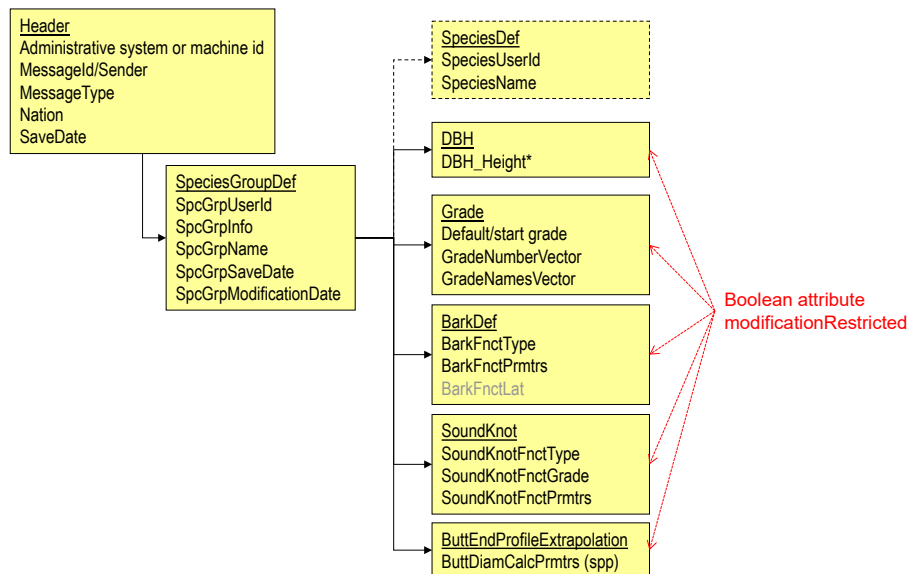 Header
Administrative system or machine id
MessageId/Sender
MessageType
Nation
SaveDate
SpeciesGroupDef
SpcGrpUserId
SpcGrpInfo
SpcGrpName
SpcGrpSaveDate
SpcGrpModificationDate
SpeciesDef
SpeciesUserId
SpeciesName
DBH
DBH_Height*
Grade
Default/start grade
GradeNumberVector
GradeNamesVector
BarkDef
BarkFnctType
BarkFnctPrmtrs
BarkFnctLat
SoundKnot
SoundKnotFnctType
SoundKnotFnctGrade
SoundKnotFnctPrmtrs
ButtEndProfileExtrapolation
ButtDiamCalcPrmtrs (spp)
Boolean attribute
modificationRestricted